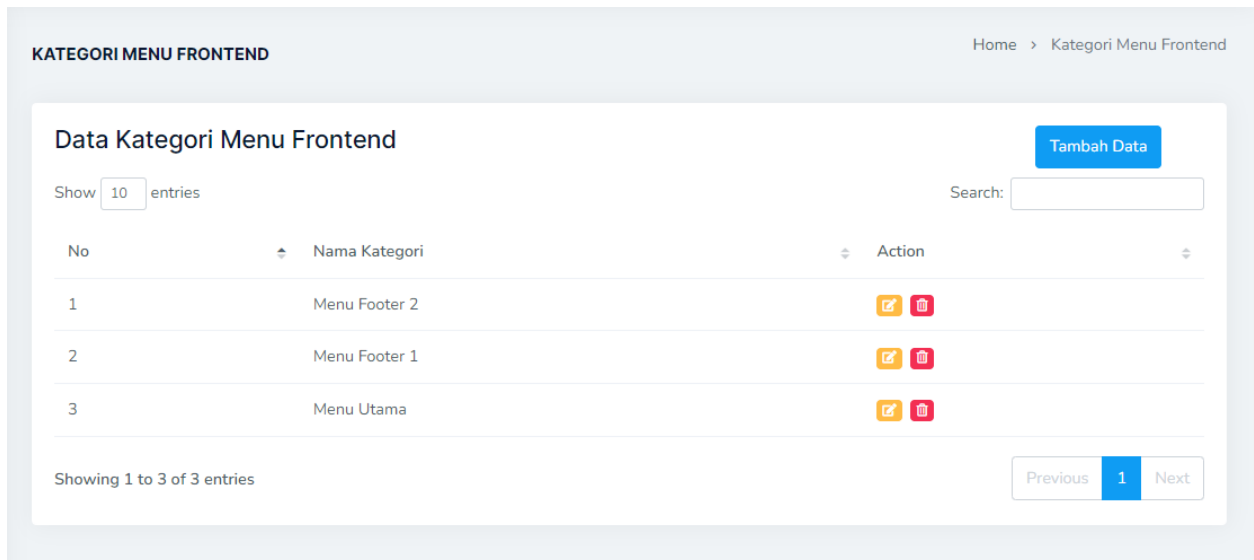 KATEGORI MENU FRONTEND
Home > Kategori Menu Frontend
Data Kategori Menu Frontend
Tambah Data
Show 10 entries
Search:
No Nama Kategori Action
1 Menu Footer 2
2 Menu Footer 1
3 Menu Utama
Showing 1 to 3 of 3 entries
Previous 1 Next